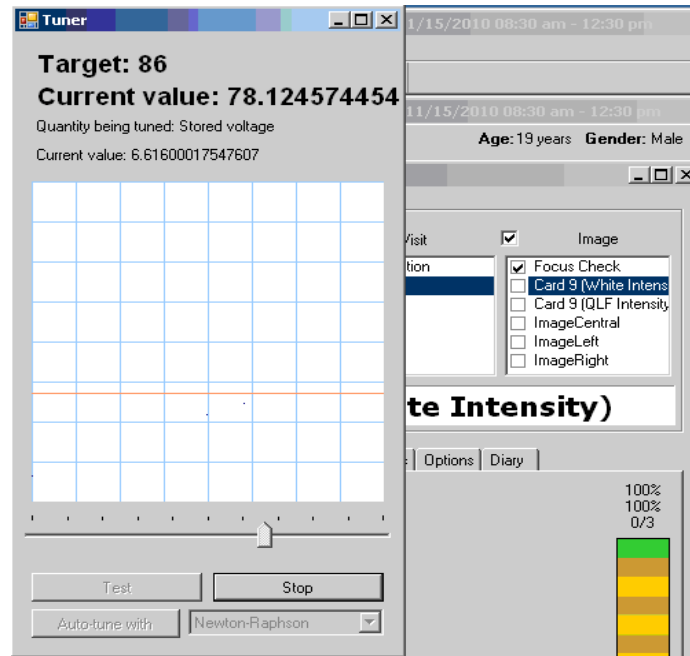 Tuner
Target: 86
Current value: 78.124574454
Quantity being tuned: Stored voltage
Current value: 6.61600017547607
Test
Stop
Auto-tune with
Newton-Raphson
1/15/2010 08:30 am - 12:30 pm
11/15/2010 08:30 am - 12:30 pm
Age: 19 years Gender: Male
Visit
Image
tion
Focus Check
Card 9 (White Intens
Card 9 (QLF Intensity
ImageCentral
ImageLeft
ImageRight
te Intensity)
Options
Diary
100%
100%
0/3